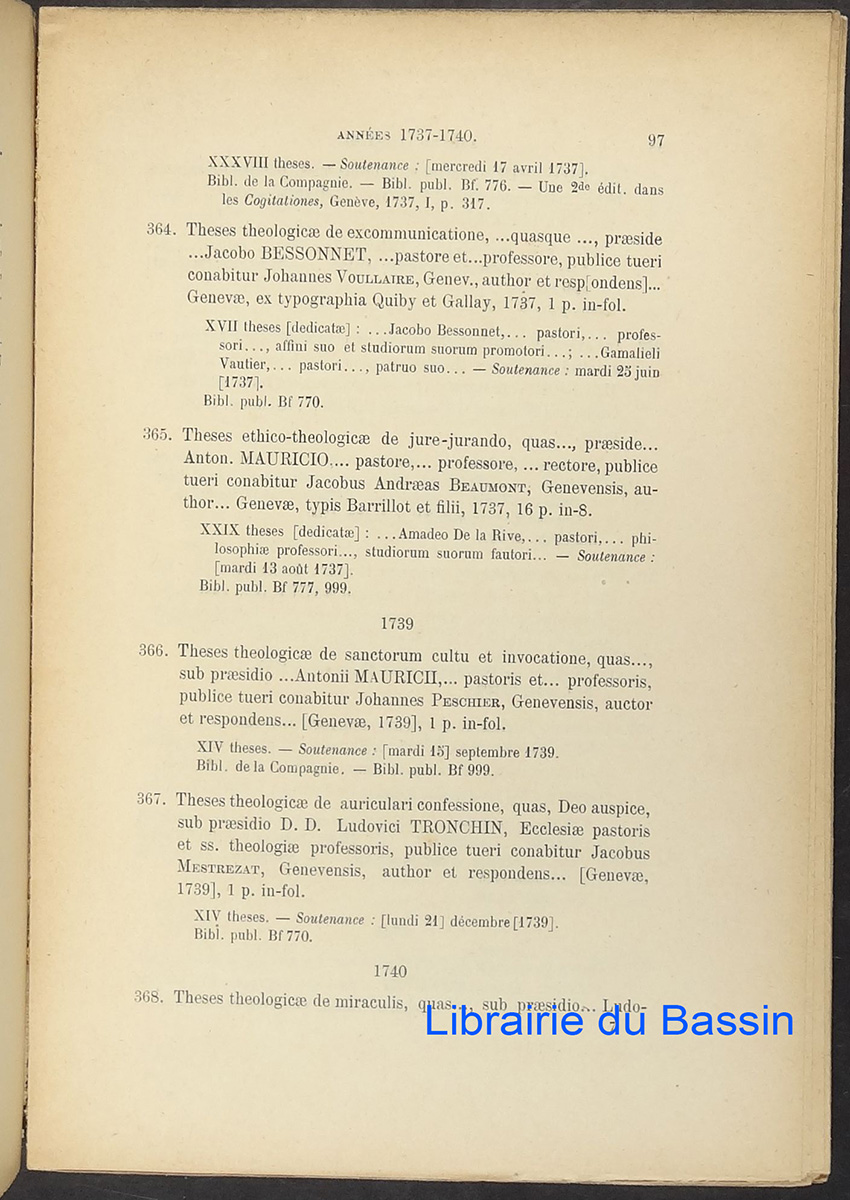 ANNÉES 1737-1740. 97
XXXVIII theses. — Soutenance : [mercredi 17 avril 1737].
Bibl. de la Compagnie. — Bibl. publ. Bf. 776. — Une 2de édit. dans
les Cogitationes, Genève, 1737, I, p. 317.
364. Theses theologicæ de excommunicatione, ...quasque ..., præside
...Jacobo BESSONNET, ...pastore et...professore, publice tueri
conabitur Johannes VOULLAIRE, Genev., author et resp[ondens]...
Genevæ, ex typographia Quiby et Gallay, 1737, 1 p. in-fol.
XVII theses [dedicatæ] : ...Jacobo Bessonnet,... pastori,... profes-
sori..., affini suo et studiorum suorum promotori...; ...Gamalieli
Vautier,... pastori..., patruo suo... — Soutenance : mardi 25 juin
[1737].
Bibl. publ. Bf 770.
365. Theses ethico-theologicæ de jure-jurando, quas..., præside...
Anton. MAURICIO,... pastore,... professore, ... rectore, publice
tueri conabitur Jacobus Andræas BEAUMONT, Genevensis, au-
thor... Genevæ, typis Barrillot et filii, 1737, 16 p. in-8.
XXIX theses [dedicatæ] : ...Amadeo De la Rive,... pastori,... phi-
losophiæ professori..., studiorum suorum fautori... — Soutenance :
[mardi 13 août 1737].
Bibl. publ. Bf 777, 999.
1739
366. Theses theologicæ de sanctorum cultu et invocatione, quas...,
sub præsidio ...Antonii MAURICII,... pastoris et... professoris,
publice tueri conabitur Johannes PESCHIER, Genevensis, auctor
et respondens... [Genevæ, 1739], 1 p. in-fol.
XIV theses. — Soutenance : [mardi 15] septembre 1739.
Bibl. de la Compagnie. — Bibl. publ. Bf 999.
367. Theses theologicæ de auriculari confessione, quas, Deo auspice,
sub præsidio D. D. Ludovici TRONCHIN, Ecclesiæ pastoris
et ss. theologiæ professoris, publice tueri conabitur Jacobus
MESTREZAT, Genevensis, author et respondens... [Genevæ,
1739], 1 p. in-fol.
XIV theses. — Soutenance : [lundi 21] décembre [1739].
Bibl. publ. Bf 770.
1740
368. Theses theologicæ de miraculis, quas..., sub præsidio... Ludo-
Librairie du Bassin